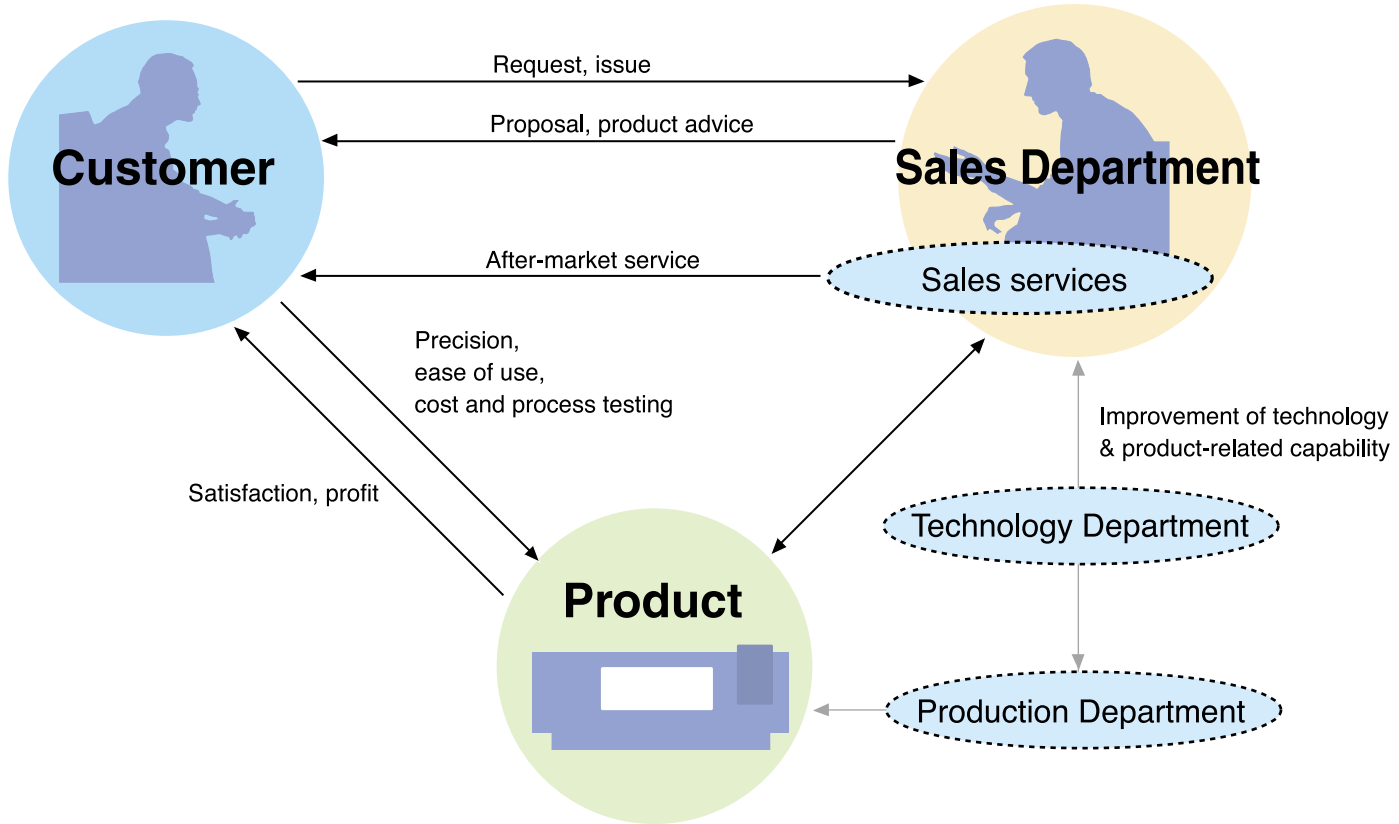 Request, issue
Proposal, product advice
Customer
Sales Department
After-market service
Sales services
Precision,
ease of use,
cost and process testing
Improvement of technology
& product-related capability
Satisfaction, profit
Technology Department
Product
Production Department